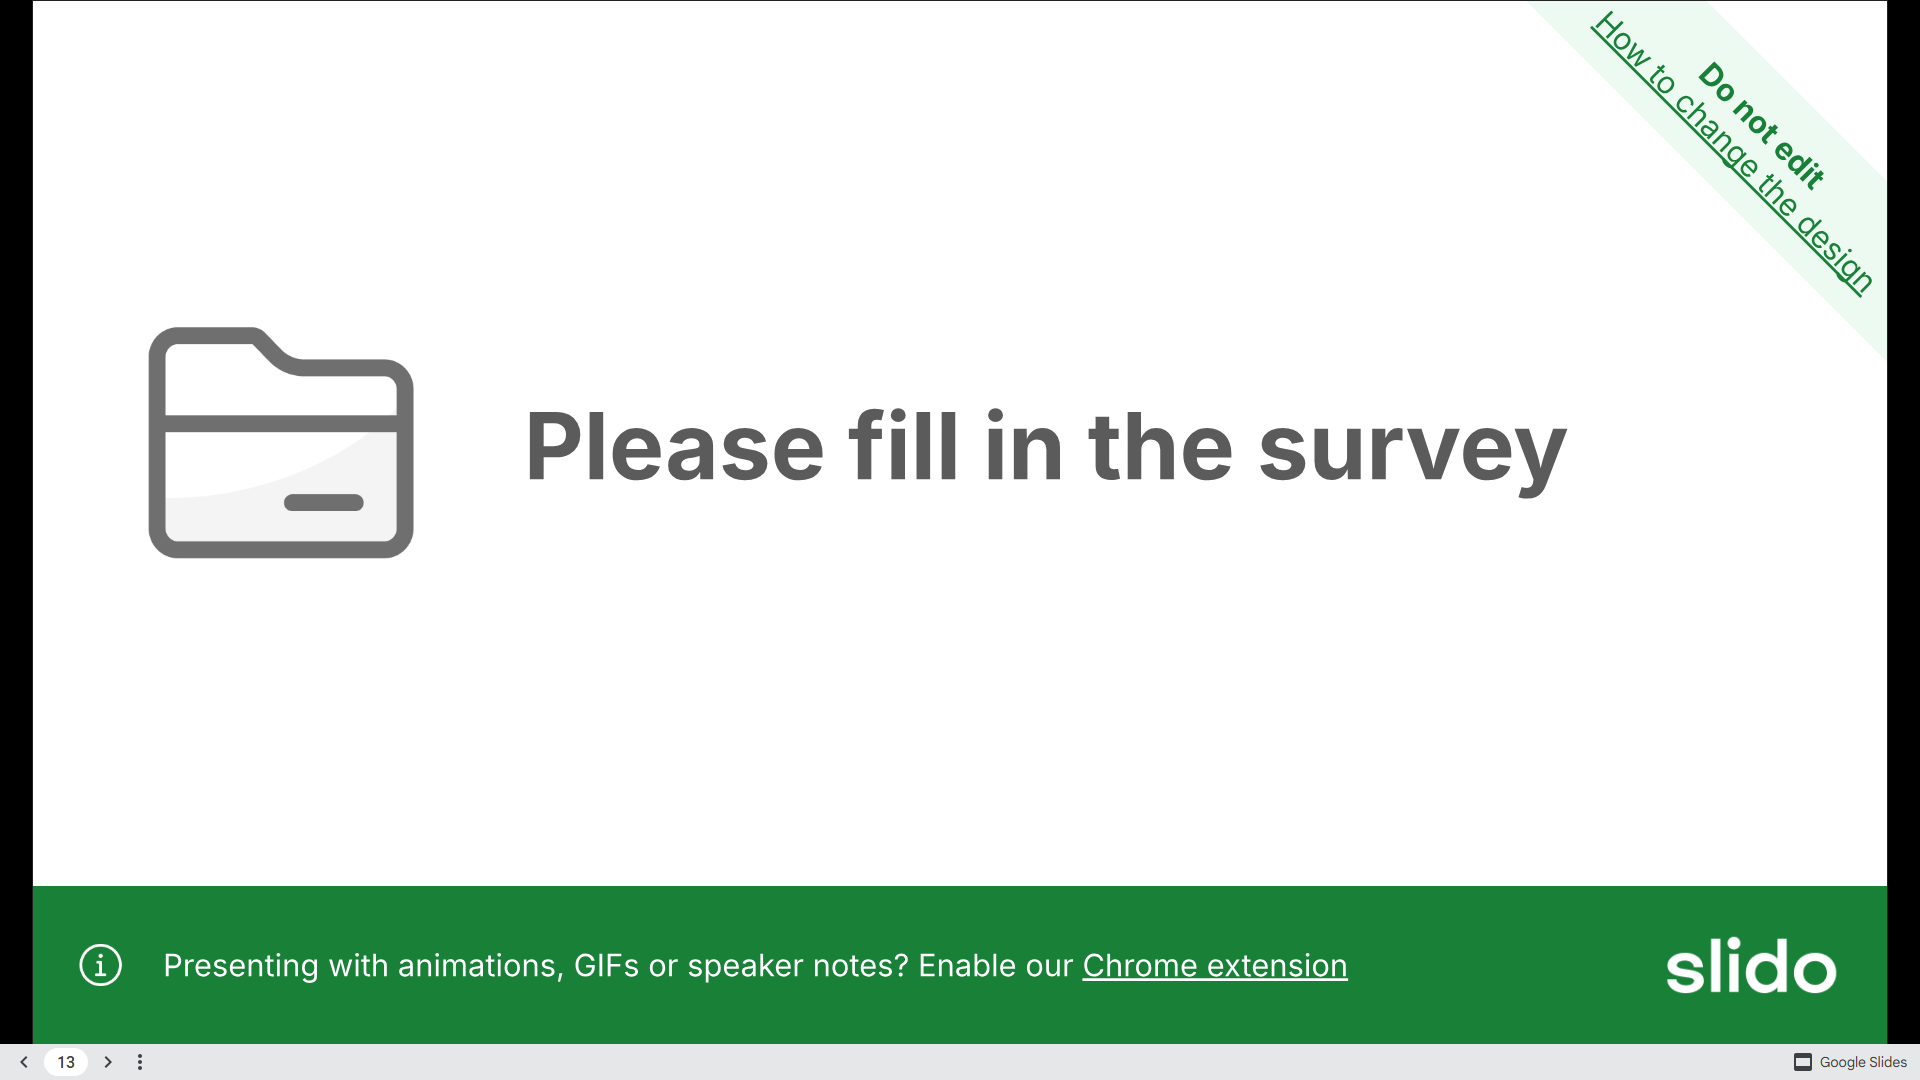 Do not edit
How to change the design
Please fill in the survey
Presenting with animations, GIFs or speaker notes? Enable our Chrome extension
slido
13
Google Slides